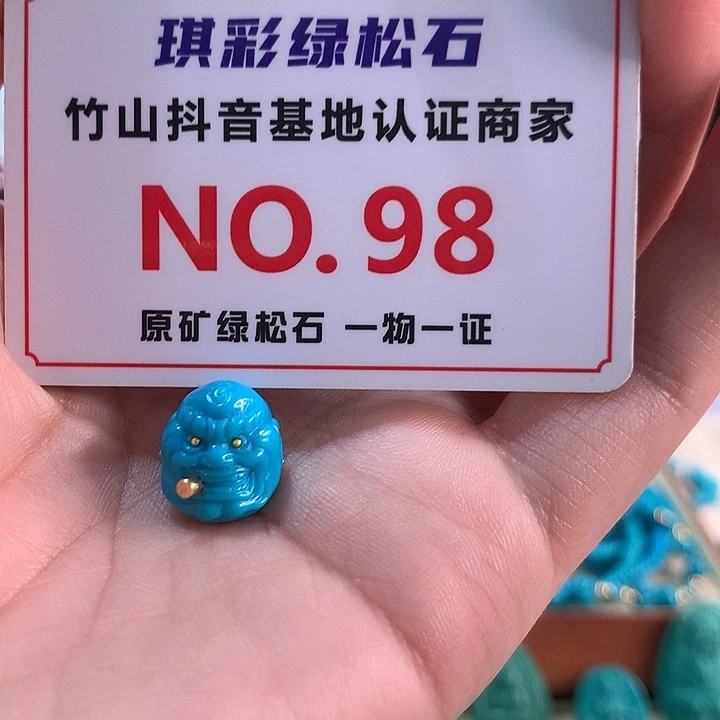 琪彩绿松石
竹山抖音基地认证商家
NO.98
原矿绿松石 一物一证